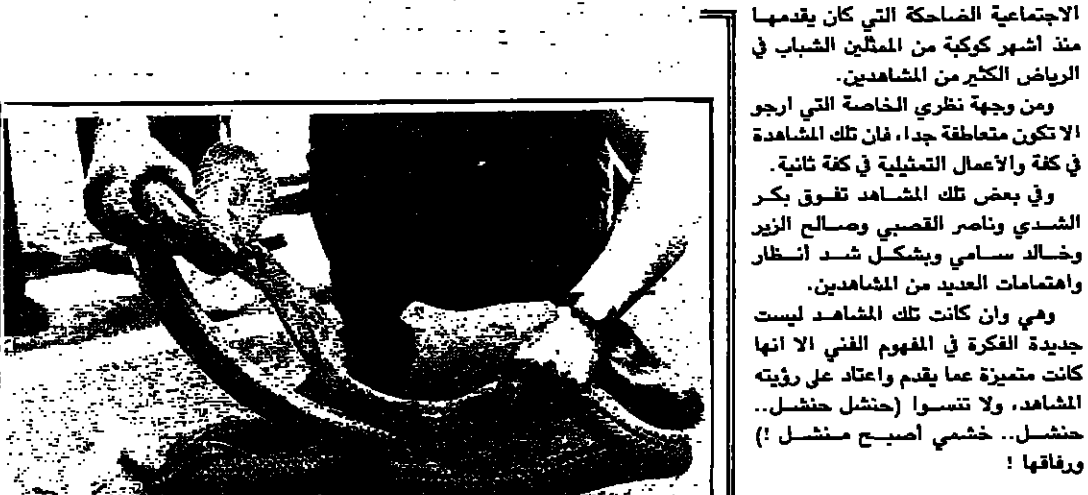 الاجتماعية الضاحكة التي كان يقدمها
منذ أشهر كوكبة من الممثلين الشباب في
الرياض الكثير من المشاهدين.
ومن وجهة نظري الخاصة التي ارجو
الا تكون متعاطفة جدا، فان تلك المشاهدة
في كفة والأعمال التمثيلية في كفة ثانية.
وفي بعض تلك المشاهد تفوق بكر
الشدي وناصر القصبي وصالح الزير
وخالد سامي وبشكل شد أنظار
واهتمامات العديد من المشاهدين.
وهي وان كانت تلك المشاهد ليست
جديدة الفكرة في المفهوم الفني الا انها
كانت متميزة عما يقدم واعتاد على رؤيته
المشاهد، ولا تنسوا (حنشل حنشل..
حنشل.. خشمي أصبح منشل !)
ورفاقها !